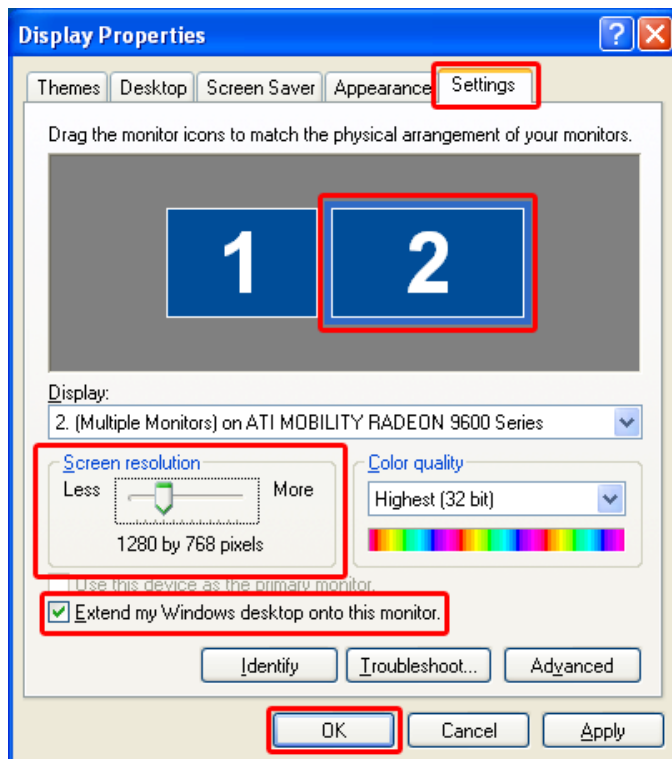 Display Properties
?
Themes Desktop Screen Saver Appearance Settings
Drag the monitor icons to match the physical arrangement of your monitors.
1 2
Display:
2. (Multiple Monitors) on ATI MOBILITY RADEON 9600 Series
Screen resolution Color quality
Less More Highest (32 bit)
1280 by 768 pixels
Use this device as the primary monitor.
Extend my Windows desktop onto this monitor.
Identify Troubleshoot... Advanced
OK Cancel Apply